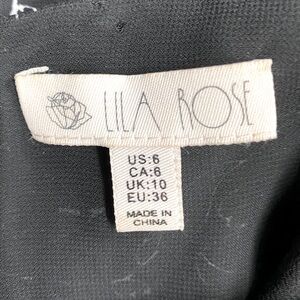 LILA ROSE
US:6
CA:6
UK:10
EU:36
MADE IN
CHINA